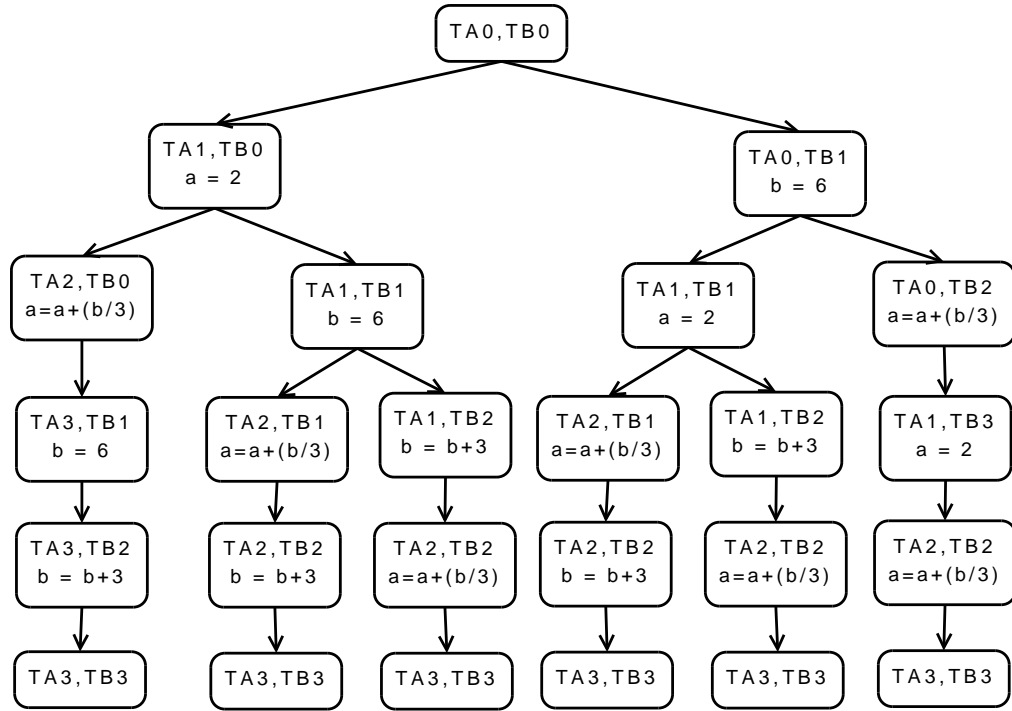 TA0,TB0
TA1,TB0
a = 2
TA0,TB1
b = 6
TA2,TB0
a=a+(b/3)
TA1,TB1
b = 6
TA1,TB1
a = 2
TA0,TB2
a=a+(b/3)
TA3,TB1
b = 6
TA2,TB1
a=a+(b/3)
TA1,TB2
b = b+3
TA2,TB1
a=a+(b/3)
TA1,TB2
b = b+3
TA1,TB3
a = 2
TA3,TB2
b = b+3
TA2,TB2
b = b+3
TA2,TB2
a=a+(b/3)
TA2,TB2
b = b+3
TA2,TB2
a=a+(b/3)
TA2,TB2
a=a+(b/3)
TA3,TB3
TA3,TB3
TA3,TB3
TA3,TB3
TA3,TB3
TA3,TB3